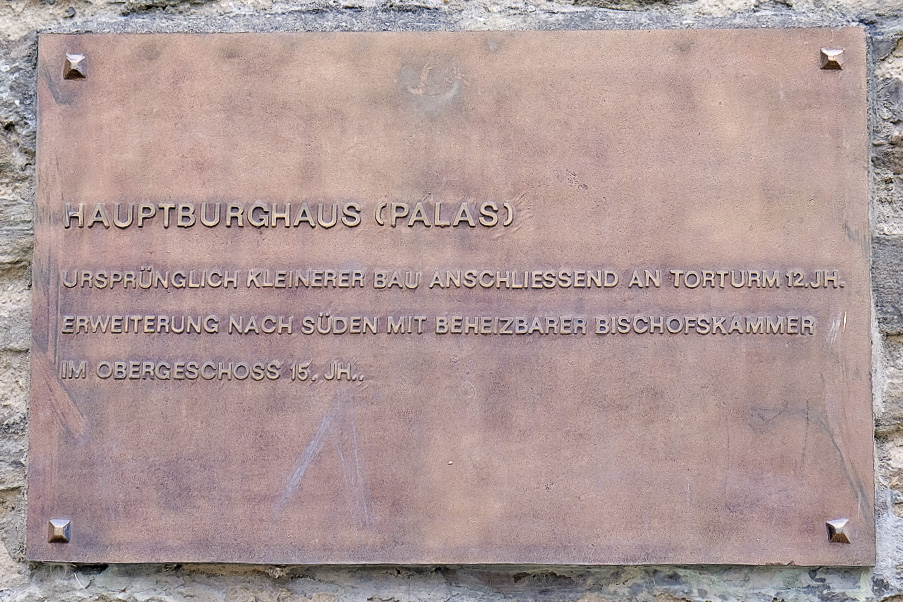 HAUPTBURGHAUS (PALAS)
URSPRÜNGLICH KLEINERER BAU ANSCHLIESSEND AN TORTURM 12.JH.
ERWEITERUNG NACH SÜDEN MIT BEHEIZBARER BISCHOFSKAMMER
IM OBERGESCHOSS 15. JH.,